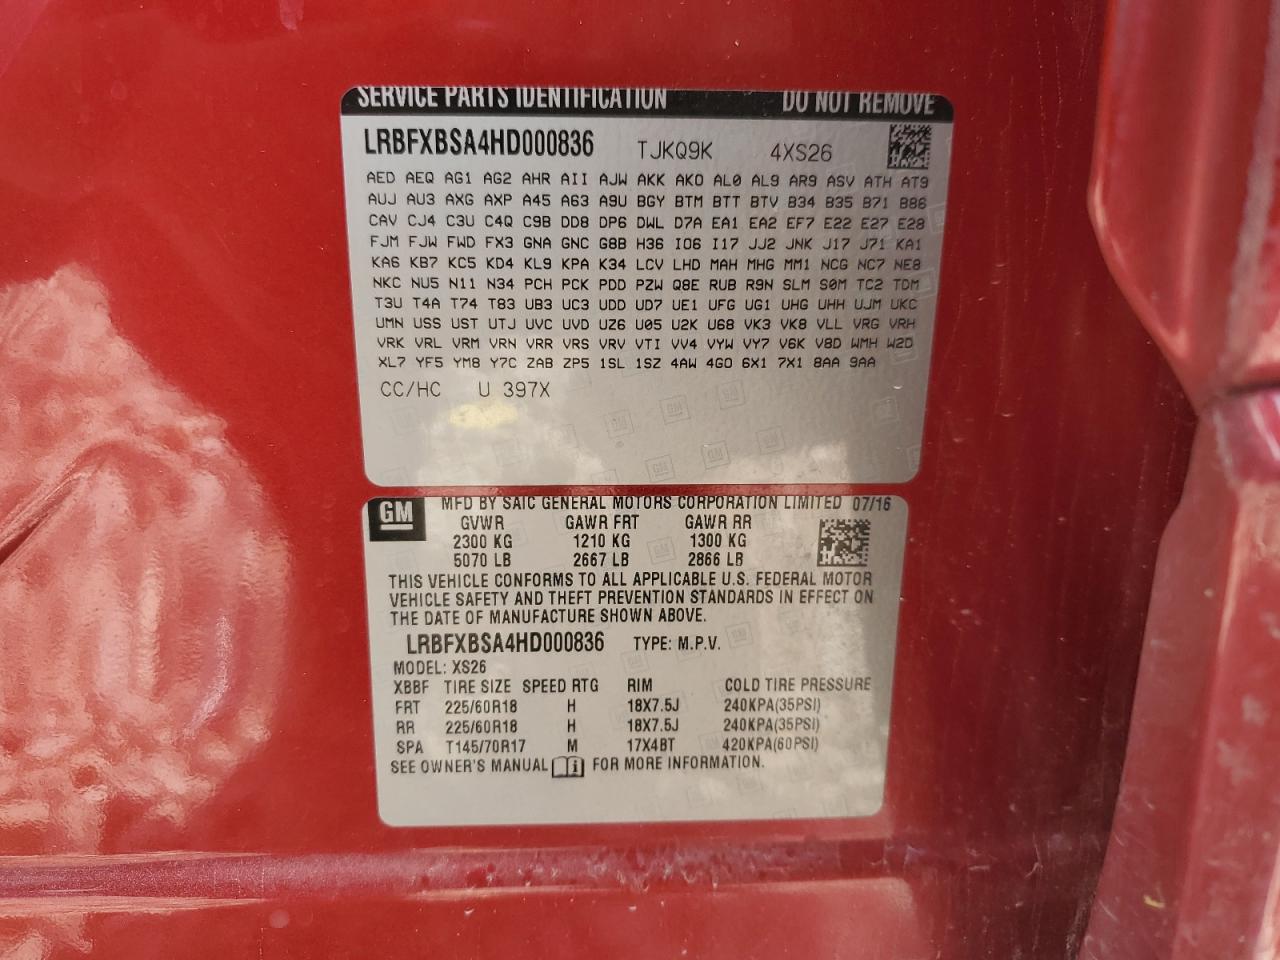 SERVICE PARTS IDENTIFICATION DO NOT REMOVE
LRBFXBSA4HD000836 TJKQ9K 4XS26
AED AEQ AG1 AG2 AHR AII AJW AKK AKO AL0 AL9 AR9 ASV ATH AT9
AUJ AU3 AXG AXP A45 A63 A9U BGY BTM BTT BTV B34 B35 B71 B86
CAV CJ4 C3U C4Q C9B DD8 DP6 DWL D7A EA1 EA2 EF7 E22 E27 E28
FJM FJW FWD FX3 GNA GNC G8B H36 IO6 I17 JJ2 JNK J17 J71 KA1
KA6 KB7 KC5 KD4 KL9 KPA K34 LCV LHD MAH MHG MM1 NCG NC7 NE8
NKC NU5 N11 N34 PCH PCK PDD PZW Q8E RUB R9N SLM S0M TC2 TDM
T3U T4A T74 T83 UB3 UC3 UDD UD7 UE1 UFG UG1 UHG UHH UJM UKC
UMN USS UST UTJ UVC UVD UZ6 U05 U2K U68 VK3 VK8 VLL VRG VRH
VRK VRL VRM VRN VRR VRS VRV VTI VV4 VYW VY7 V6K V8D WMH W2D
XL7 YF5 YM8 Y7C ZAB ZP5 1SL 1SZ 4AW 4GO 6X1 7X1 8AA 9AA
CC/HC U 397X
GM MFD BY SAIC GENERAL MOTORS CORPORATION LIMITED 07/16
GVWR GAWR FRT GAWR RR
2300 KG 1210 KG 1300 KG
5070 LB 2667 LB 2866 LB
THIS VEHICLE CONFORMS TO ALL APPLICABLE U.S. FEDERAL MOTOR
VEHICLE SAFETY AND THEFT PREVENTION STANDARDS IN EFFECT ON
THE DATE OF MANUFACTURE SHOWN ABOVE.
LRBFXBSA4HD000836 TYPE: M.P.V.
MODEL: XS26
XBBF TIRE SIZE SPEED RTG RIM COLD TIRE PRESSURE
FRT 225/60R18 H 18X7.5J 240KPA(35PSI)
RR 225/60R18 H 18X7.5J 240KPA(35PSI)
SPA T145/70R17 M 17X4BT 420KPA(60PSI)
SEE OWNER'S MANUAL FOR MORE INFORMATION.